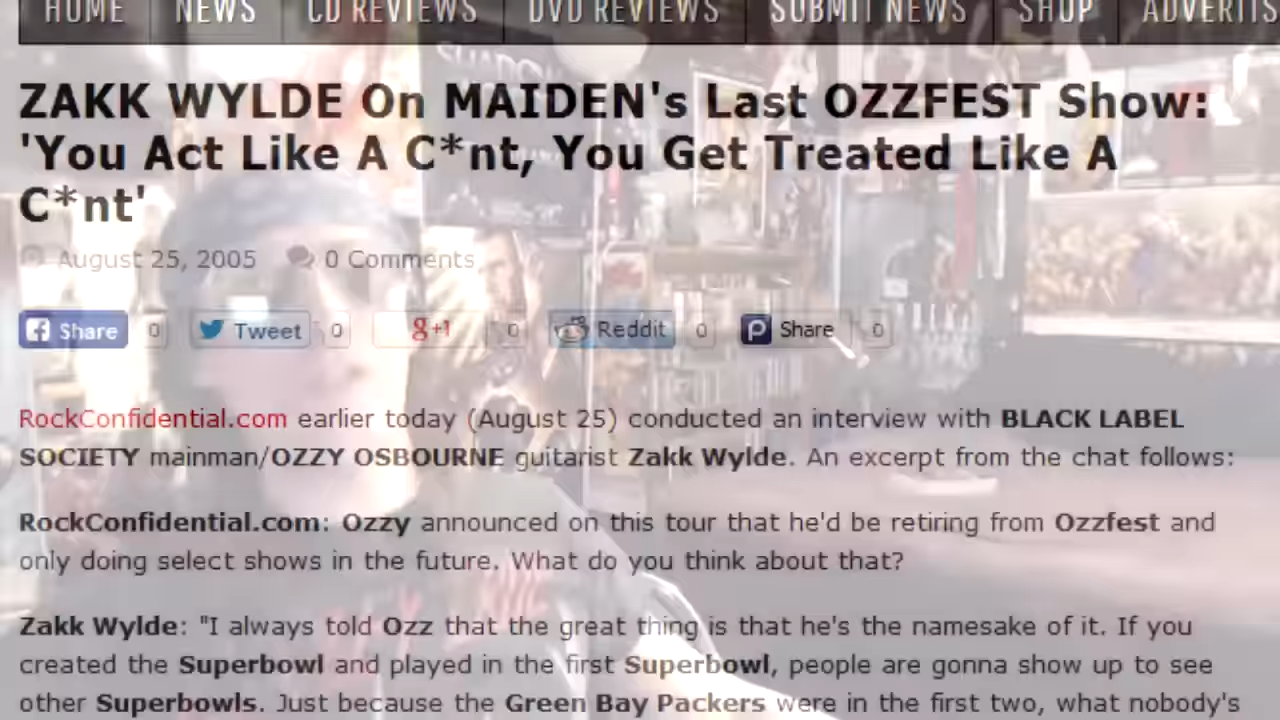 HOME NEWS CD REVIEWS DVD REVIEWS SUBMIT NEWS SHOP ADVERTIS
ZAKK WYLDE On MAIDEN's Last OZZFEST Show:
'You Act Like A C*nt, You Get Treated Like A
C*nt'
August 25, 2005 0 Comments
Share 0 Tweet 0 g+1 0 Reddit 0 Share 0
RockConfidential.com earlier today (August 25) conducted an interview with BLACK LABEL
SOCIETY mainman/OZZY OSBOURNE guitarist Zakk Wylde. An excerpt from the chat follows:
RockConfidential.com: Ozzy announced on this tour that he'd be retiring from Ozzfest and
only doing select shows in the future. What do you think about that?
Zakk Wylde: "I always told Ozz that the great thing is that he's the namesake of it. If you
created the Superbowl and played in the first Superbowl, people are gonna show up to see
other Superbowls. Just because the Green Bay Packers were in the first two, what nobody's